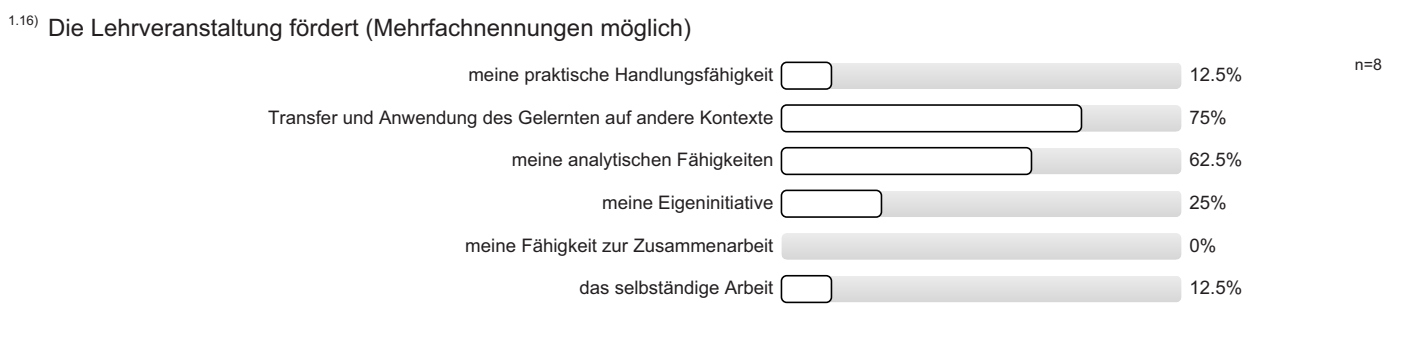 1.16) Die Lehrveranstaltung fördert (Mehrfachnennungen möglich)
meine praktische Handlungsfähigkeit 12.5% n=8
Transfer und Anwendung des Gelernten auf andere Kontexte 75%
meine analytischen Fähigkeiten 62.5%
meine Eigeninitiative 25%
meine Fähigkeit zur Zusammenarbeit 0%
das selbständige Arbeit 12.5%